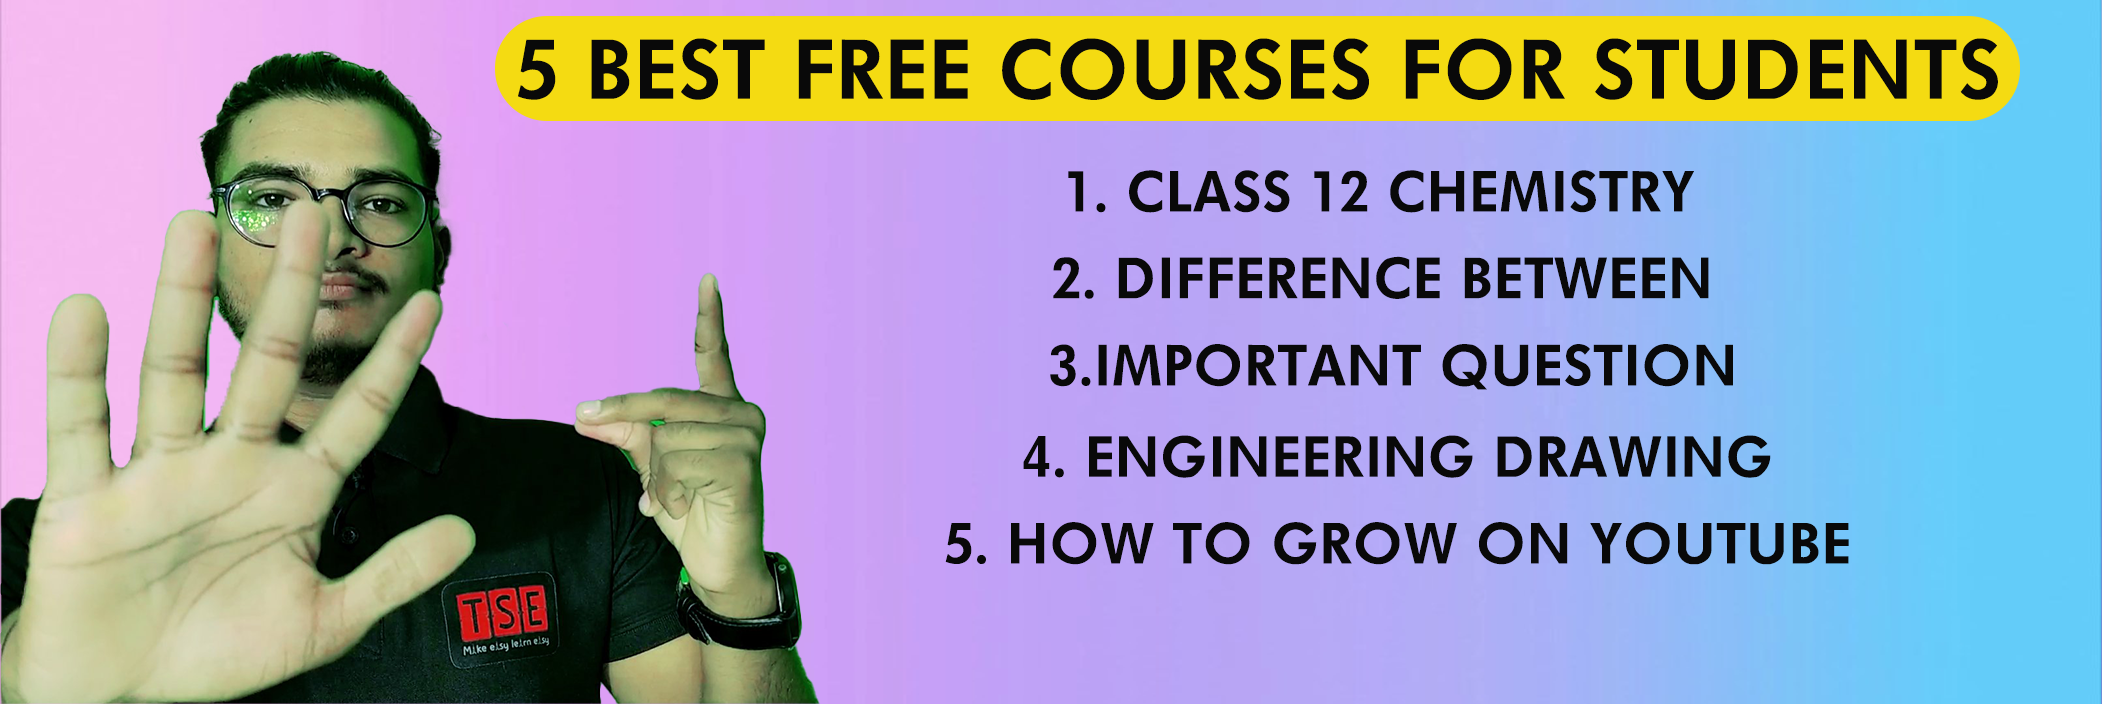 5 BEST FREE COURSES FOR STUDENTS
1. CLASS 12 CHEMISTRY
2. DIFFERENCE BETWEEN
3.IMPORTANT QUESTION
4. ENGINEERING DRAWING
5. HOW TO GROW ON YOUTUBE
TSE
Make easy learn easy